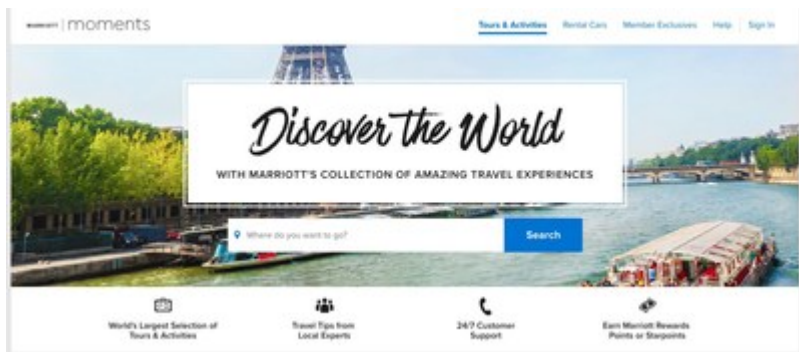 MARRIOTT | moments
Tours & Activities Rental Cars Member Exclusives Help Sign In
Discover the World
WITH MARRIOTT'S COLLECTION OF AMAZING TRAVEL EXPERIENCES
Where do you want to go? Search
World's Largest Selection of
Tours & Activities
Travel Tips from
Local Experts
24/7 Customer
Support
Earn Marriott Rewards
Points or Starpoints